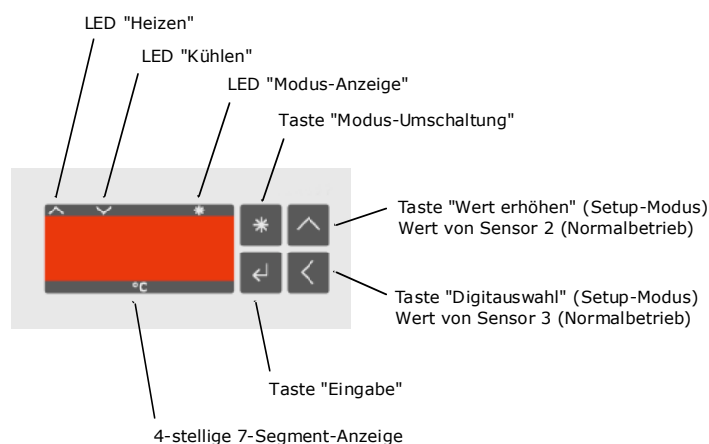 LED "Heizen"
LED "Kühlen"
LED "Modus-Anzeige"
Taste "Modus-Umschaltung"
Taste "Wert erhöhen" (Setup-Modus)
Wert von Sensor 2 (Normalbetrieb)
°C
Taste "Digitauswahl" (Setup-Modus)
Wert von Sensor 3 (Normalbetrieb)
Taste "Eingabe"
4-stellige 7-Segment-Anzeige